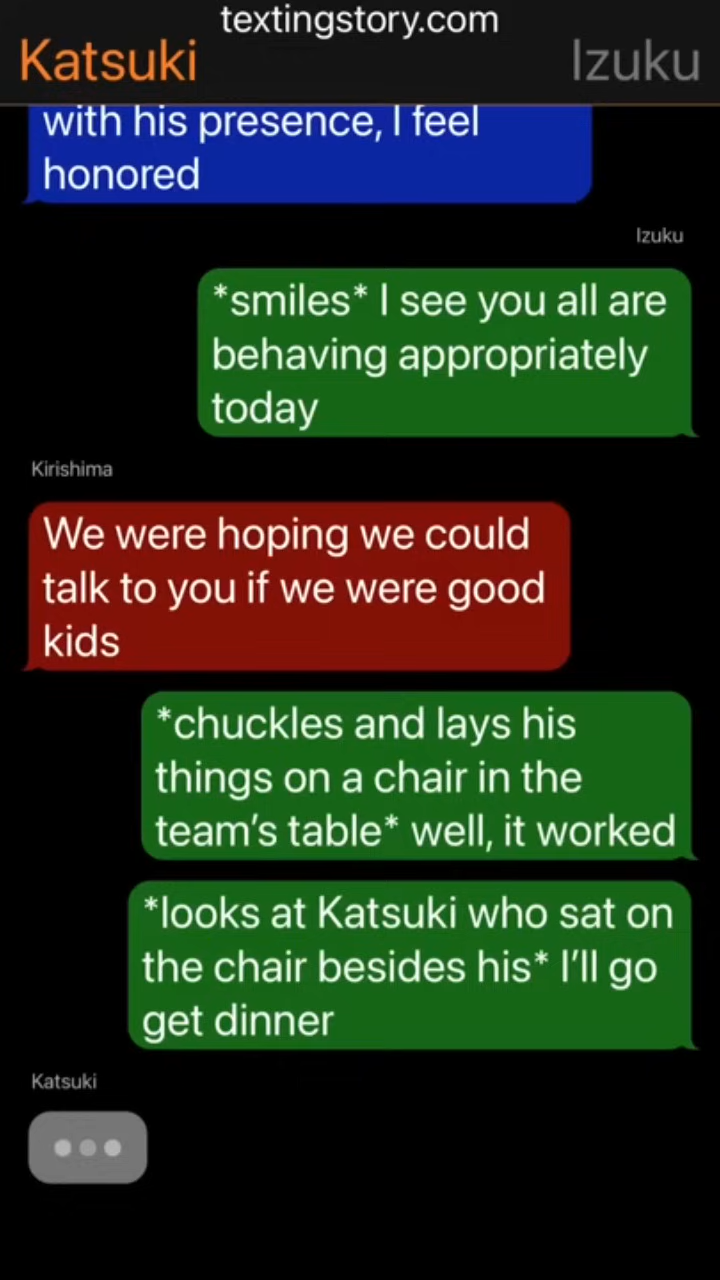 textingstory.com
Katsuki
Izuku
with his presence, I feel
honored
Izuku
*smiles* I see you all are
behaving appropriately
today
Kirishima
We were hoping we could
talk to you if we were good
kids
*chuckles and lays his
things on a chair in the
team's table* well, it worked
*looks at Katsuki who sat on
the chair besides his* I'll go
get dinner
Katsuki